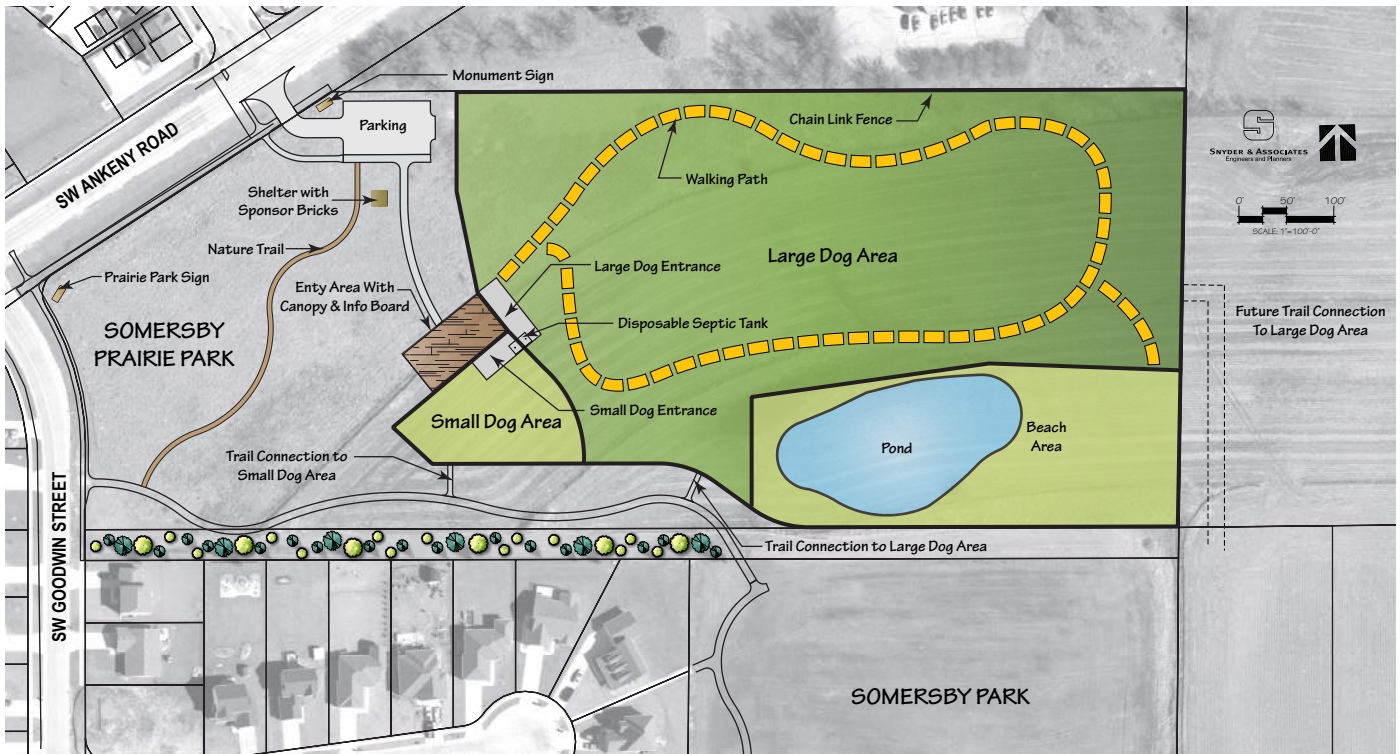 Monument Sign
Parking
SW ANKENY ROAD
Chain Link Fence
SNYDER & ASSOCIATES
Engineers and Planners
Walking Path
Shelter with
Sponsor Bricks
0'
50'
100'
SCALE: 1"=100'-0"
Nature Trail
Large Dog Area
Prairie Park Sign
Large Dog Entrance
Enty Area With
Canopy & Info Board
Disposable Septic Tank
Future Trail Connection
To Large Dog Area
SOMERSBY
PRAIRIE PARK
Small Dog Entrance
Small Dog Area
Beach
Area
Pond
Trail Connection to
Small Dog Area
SW GOODWIN STREET
Trail Connection to Large Dog Area
SOMERSBY PARK